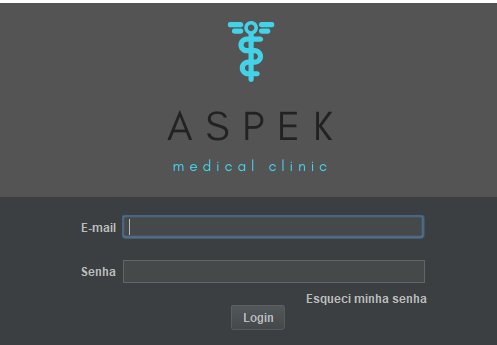 ASPEK
medical clinic
E-mail
Senha
Esqueci minha senha
Login